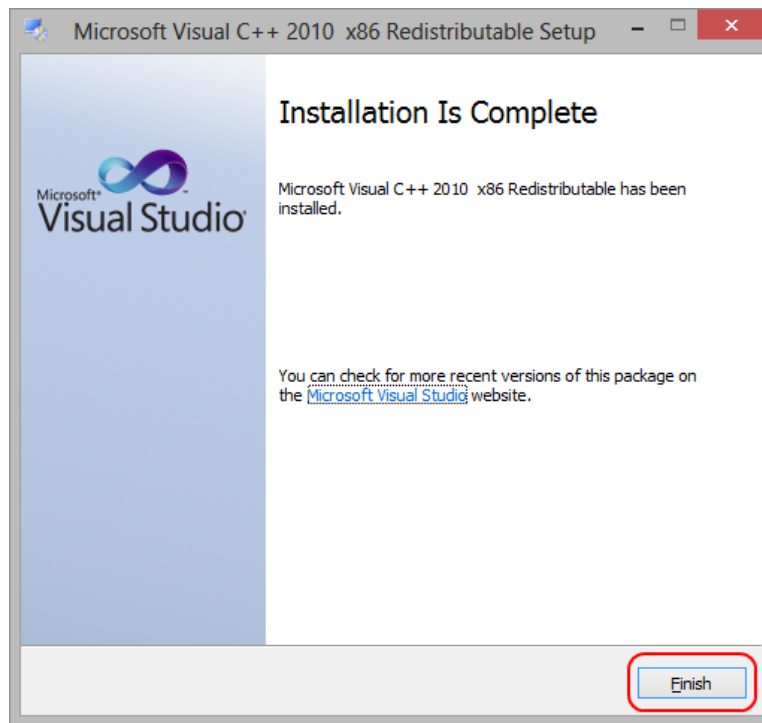 Microsoft Visual C++ 2010  x86 Redistributable Setup
Installation Is Complete
Microsoft
Visual Studio
Microsoft Visual C++ 2010  x86 Redistributable has been
installed.
You can check for more recent versions of this package on
the Microsoft Visual Studio website.
Finish